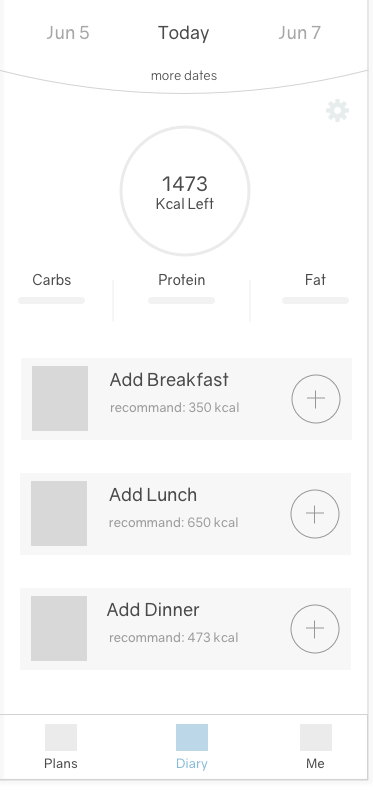 Jun 5 Today Jun 7
more dates
1473
Kcal Left
Carbs Protein Fat
Add Breakfast
recommand: 350 kcal
Add Lunch
recommand: 650 kcal
Add Dinner
recommand: 473 kcal
Plans Diary Me